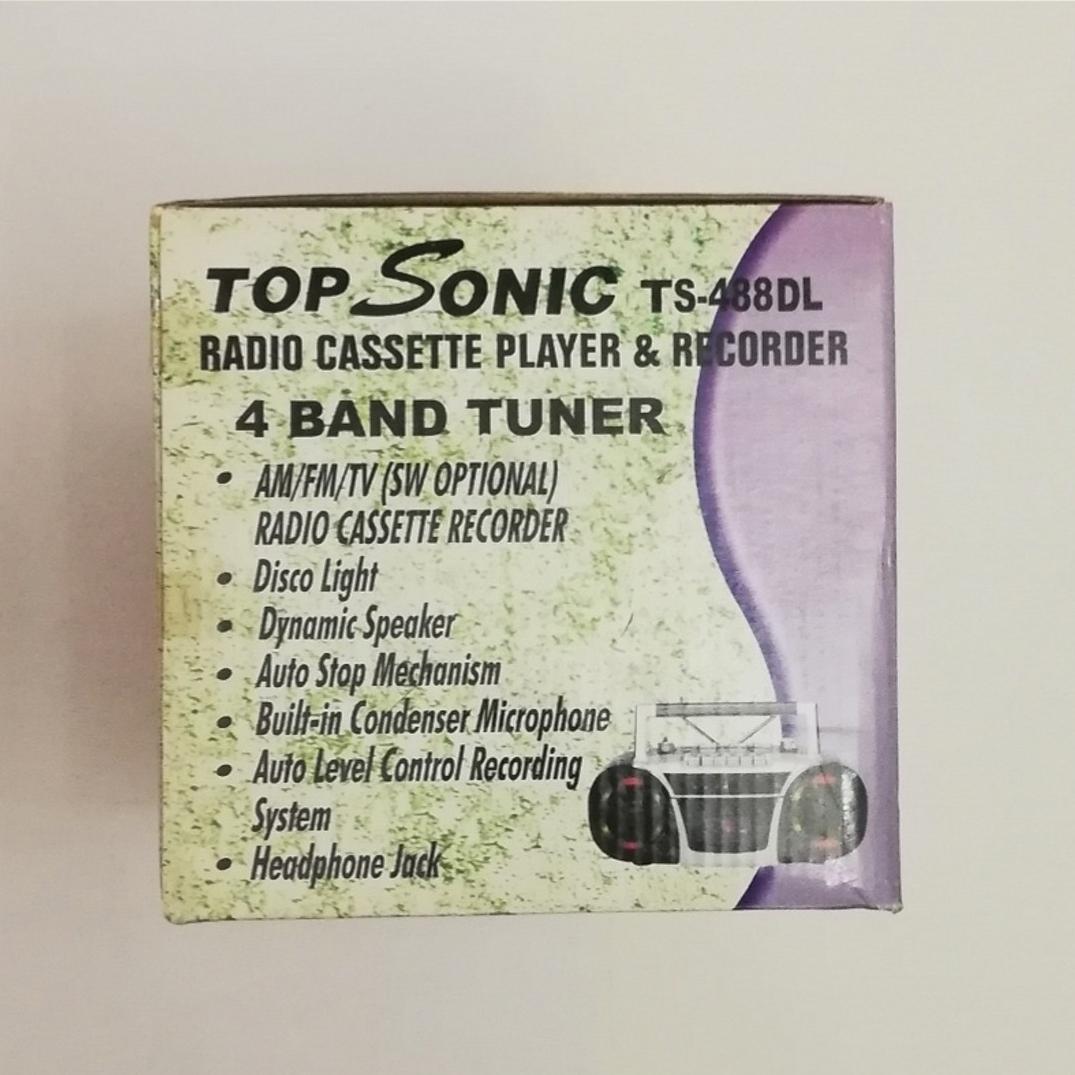 TOP SONIC TS-488DL
RADIO CASSETTE PLAYER & RECORDER
4 BAND TUNER
• AM/FM/TV (SW OPTIONAL)
RADIO CASSETTE RECORDER
• Disco Light
• Dynamic Speaker
• Auto Stop Mechanism
• Built-in Condenser Microphone
• Auto Level Control Recording
System
• Headphone Jack